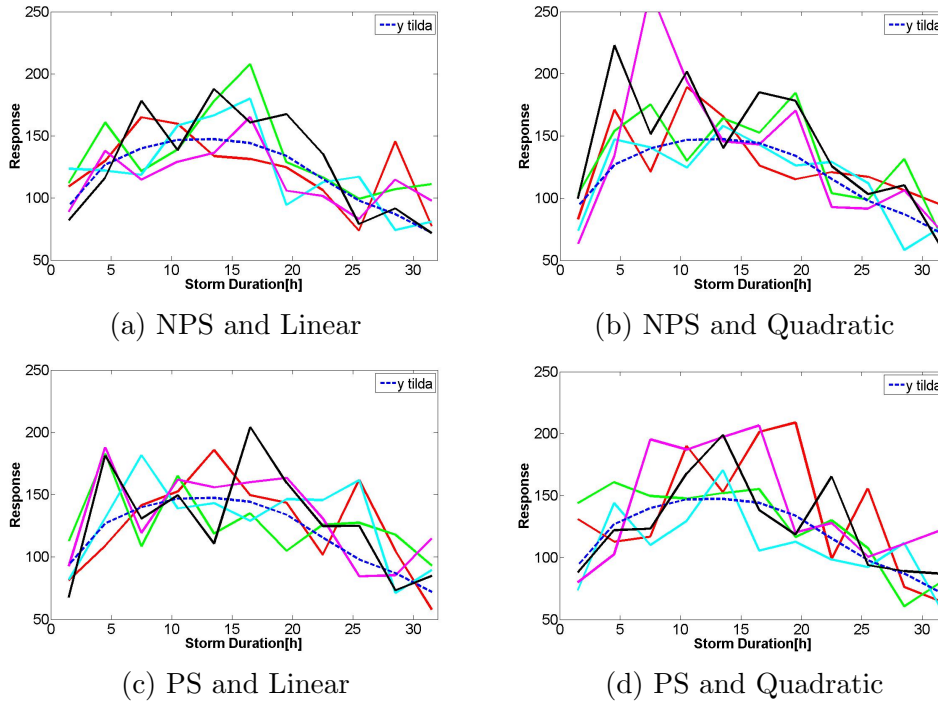 250
200
150
100
50
Response
0 5 10 15 20 25 30
Storm Duration[h]
y tilda
(a) NPS and Linear
250
200
150
100
50
Response
0 5 10 15 20 25 30
Storm Duration[h]
y tilda
(b) NPS and Quadratic
250
200
150
100
50
Response
0 5 10 15 20 25 30
Storm Duration[h]
y tilda
(c) PS and Linear
250
200
150
100
50
Response
0 5 10 15 20 25 30
Storm Duration[h]
y tilda
(d) PS and Quadratic